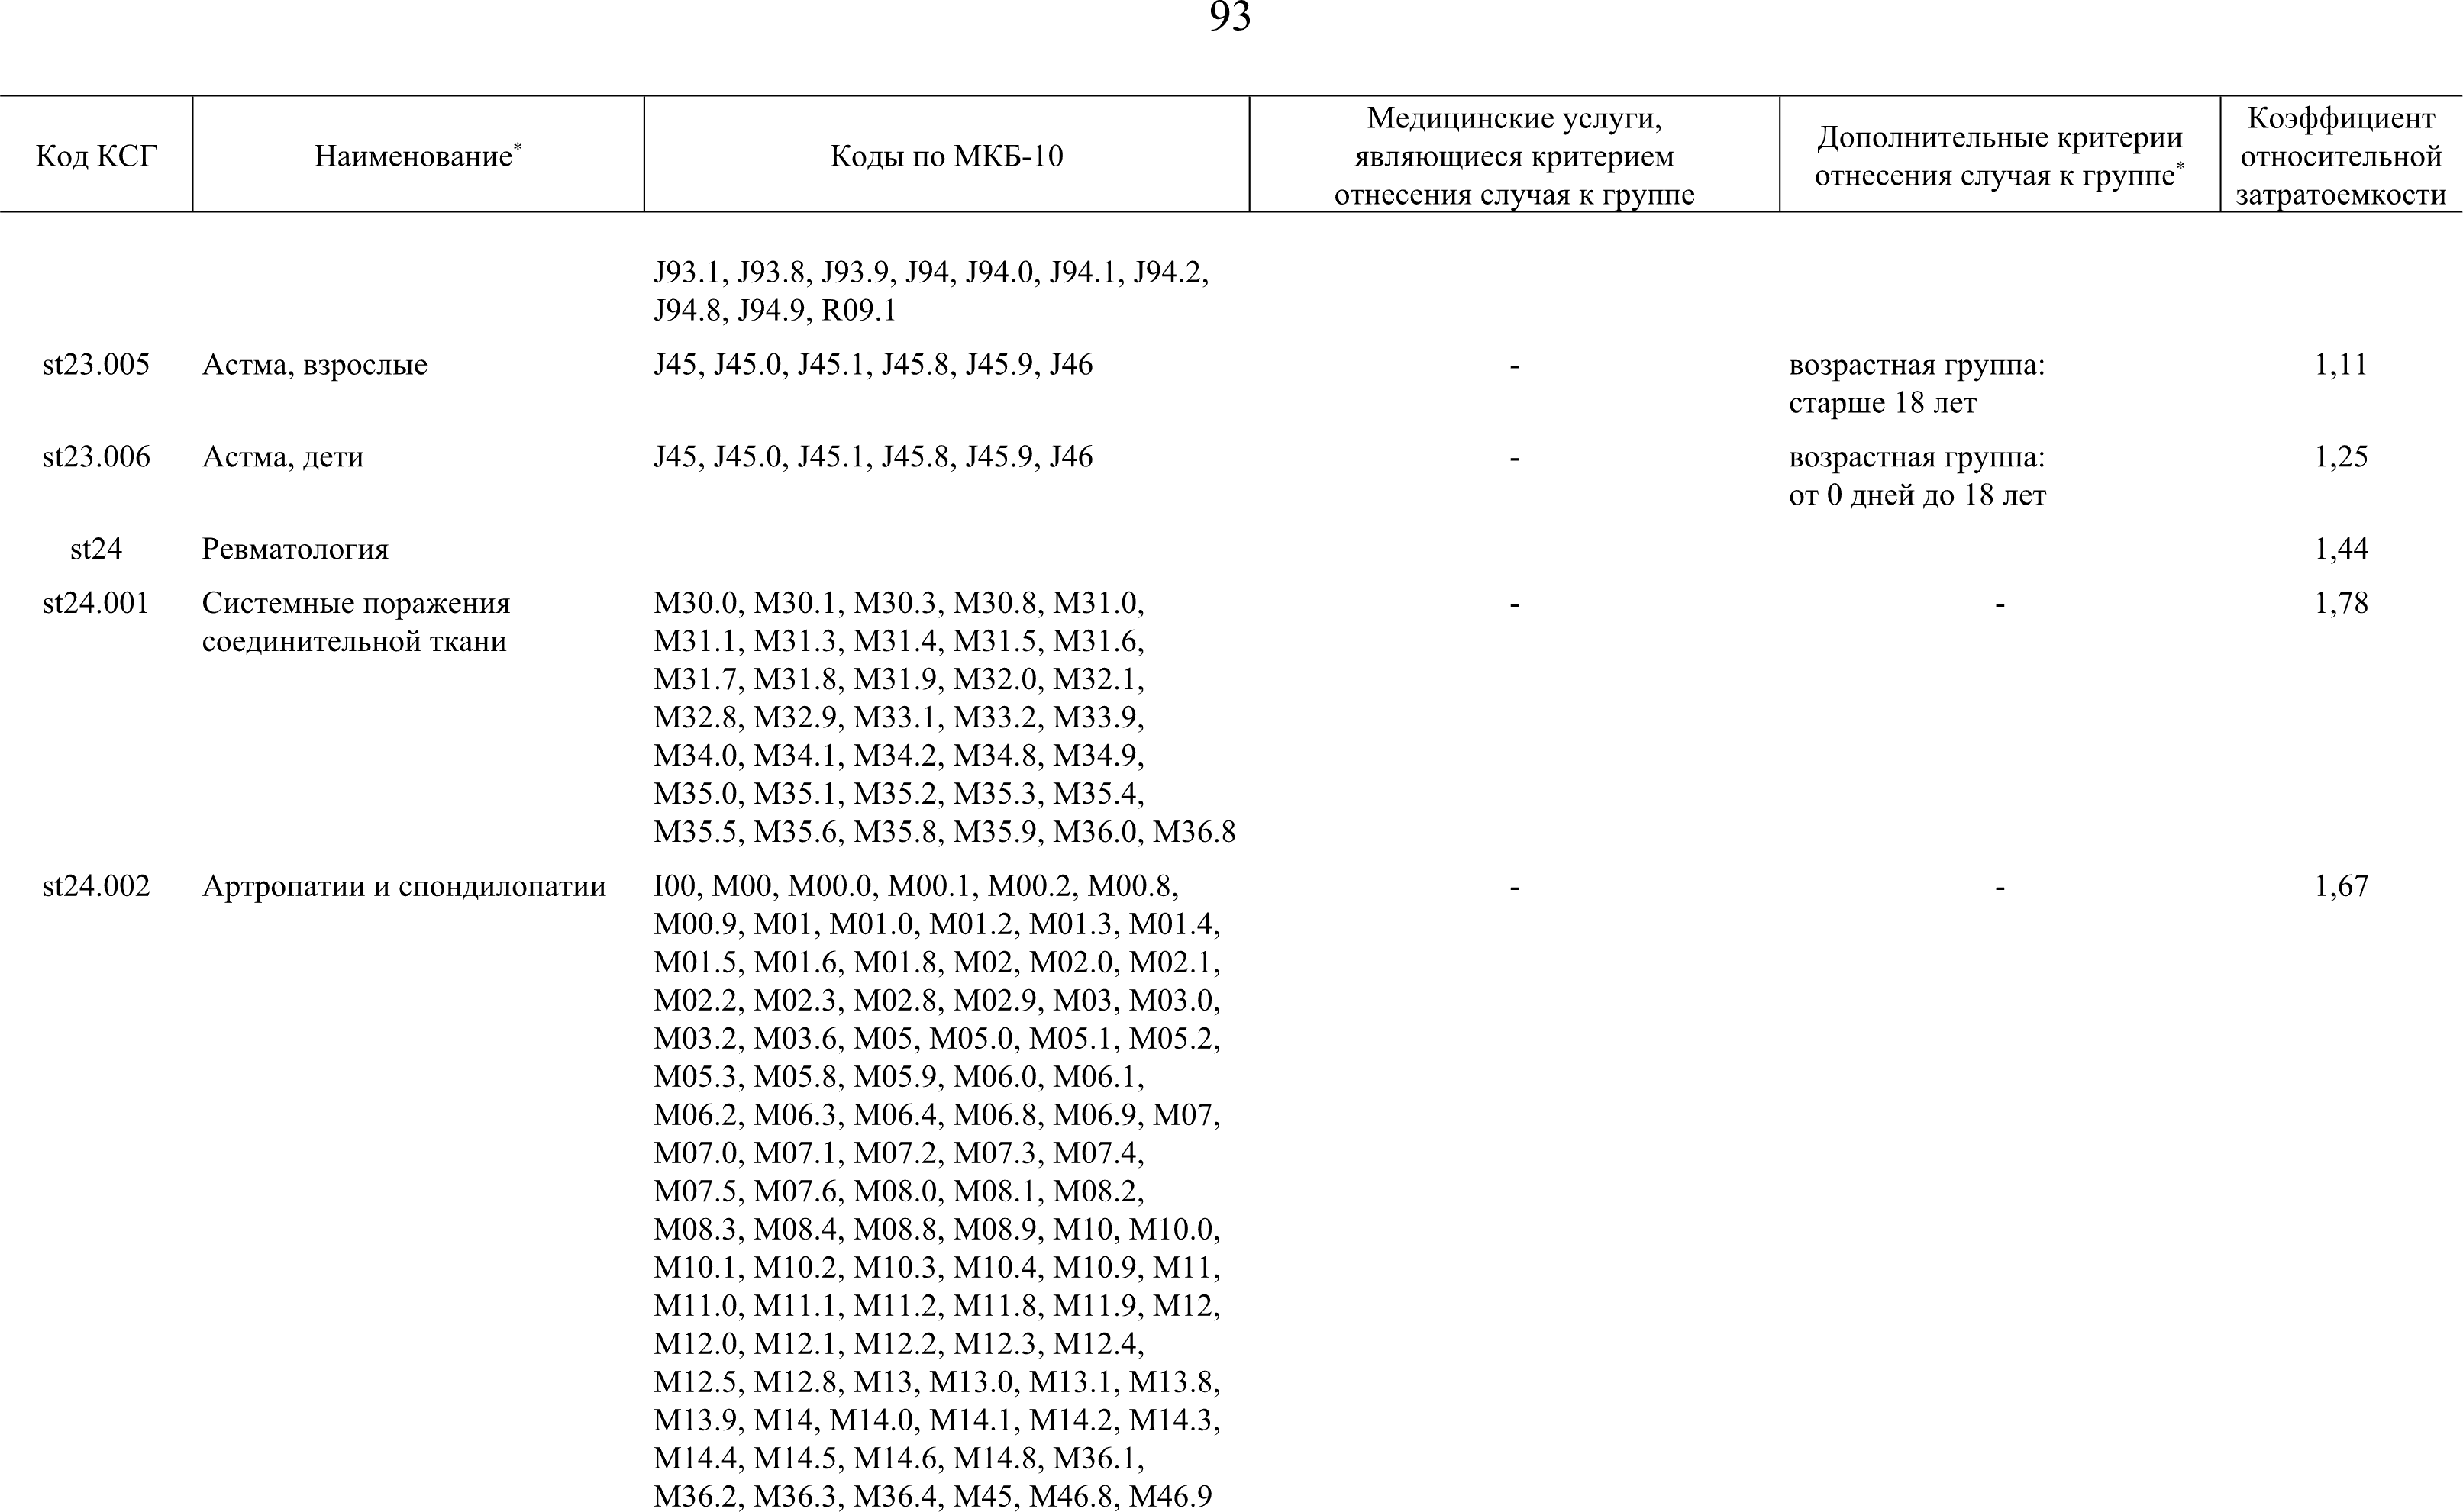 93
Код КСГ
Наименование*
Коды по МКБ-10
Медицинские услуги,
являющиеся критерием
отнесения случая к группе
Дополнительные критерии
отнесения случая к группе*
Коэффициент
относительной
затратоемкости
J93.1, J93.8, J93.9, J94, J94.0, J94.1, J94.2,
J94.8, J94.9, R09.1
st23.005 Астма, взрослые J45, J45.0, J45.1, J45.8, J45.9, J46 - возрастная группа: 1,11
старше 18 лет
st23.006 Астма, дети J45, J45.0, J45.1, J45.8, J45.9, J46 - возрастная группа: 1,25
от 0 дней до 18 лет
st24 Ревматология 1,44
st24.001 Системные поражения M30.0, M30.1, M30.3, M30.8, M31.0, - - 1,78
соединительной ткани M31.1, M31.3, M31.4, M31.5, M31.6,
M31.7, M31.8, M31.9, M32.0, M32.1,
M32.8, M32.9, M33.1, M33.2, M33.9,
M34.0, M34.1, M34.2, M34.8, M34.9,
M35.0, M35.1, M35.2, M35.3, M35.4,
M35.5, M35.6, M35.8, M35.9, M36.0, M36.8
st24.002 Артропатии и спондилопатии I00, M00, M00.0, M00.1, M00.2, M00.8, - - 1,67
M00.9, M01, M01.0, M01.2, M01.3, M01.4,
M01.5, M01.6, M01.8, M02, M02.0, M02.1,
M02.2, M02.3, M02.8, M02.9, M03, M03.0,
M03.2, M03.6, M05, M05.0, M05.1, M05.2,
M05.3, M05.8, M05.9, M06.0, M06.1,
M06.2, M06.3, M06.4, M06.8, M06.9, M07,
M07.0, M07.1, M07.2, M07.3, M07.4,
M07.5, M07.6, M08.0, M08.1, M08.2,
M08.3, M08.4, M08.8, M08.9, M10, M10.0,
M10.1, M10.2, M10.3, M10.4, M10.9, M11,
M11.0, M11.1, M11.2, M11.8, M11.9, M12,
M12.0, M12.1, M12.2, M12.3, M12.4,
M12.5, M12.8, M13, M13.0, M13.1, M13.8,
M13.9, M14, M14.0, M14.1, M14.2, M14.3,
M14.4, M14.5, M14.6, M14.8, M36.1,
M36.2, M36.3, M36.4, M45, M46.8, M46.9